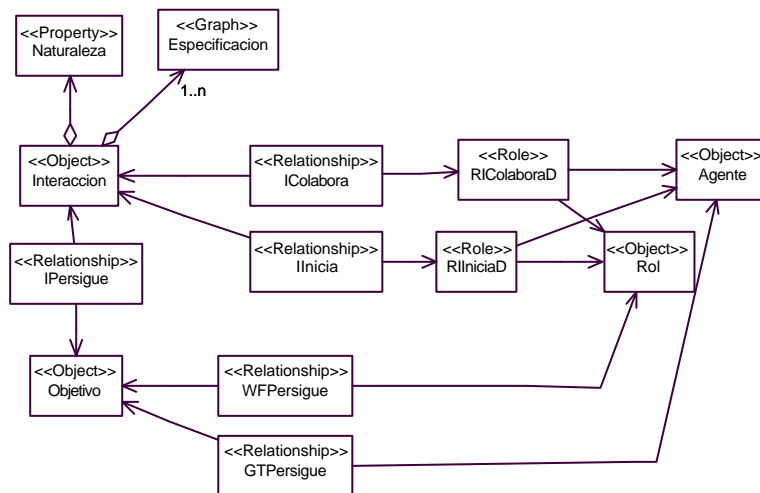 <<Property>>
Naturaleza
<<Graph>>
Especificacion
1..n
<<Object>>
Interaccion
<<Relationship>>
IColabora
<<Role>>
RIColaboraD
<<Object>>
Agente
<<Relationship>>
IPersigue
<<Relationship>>
IInicia
<<Role>>
RIIniciaD
<<Object>>
Rol
<<Object>>
Objetivo
<<Relationship>>
WFPersigue
<<Relationship>>
GTPersigue